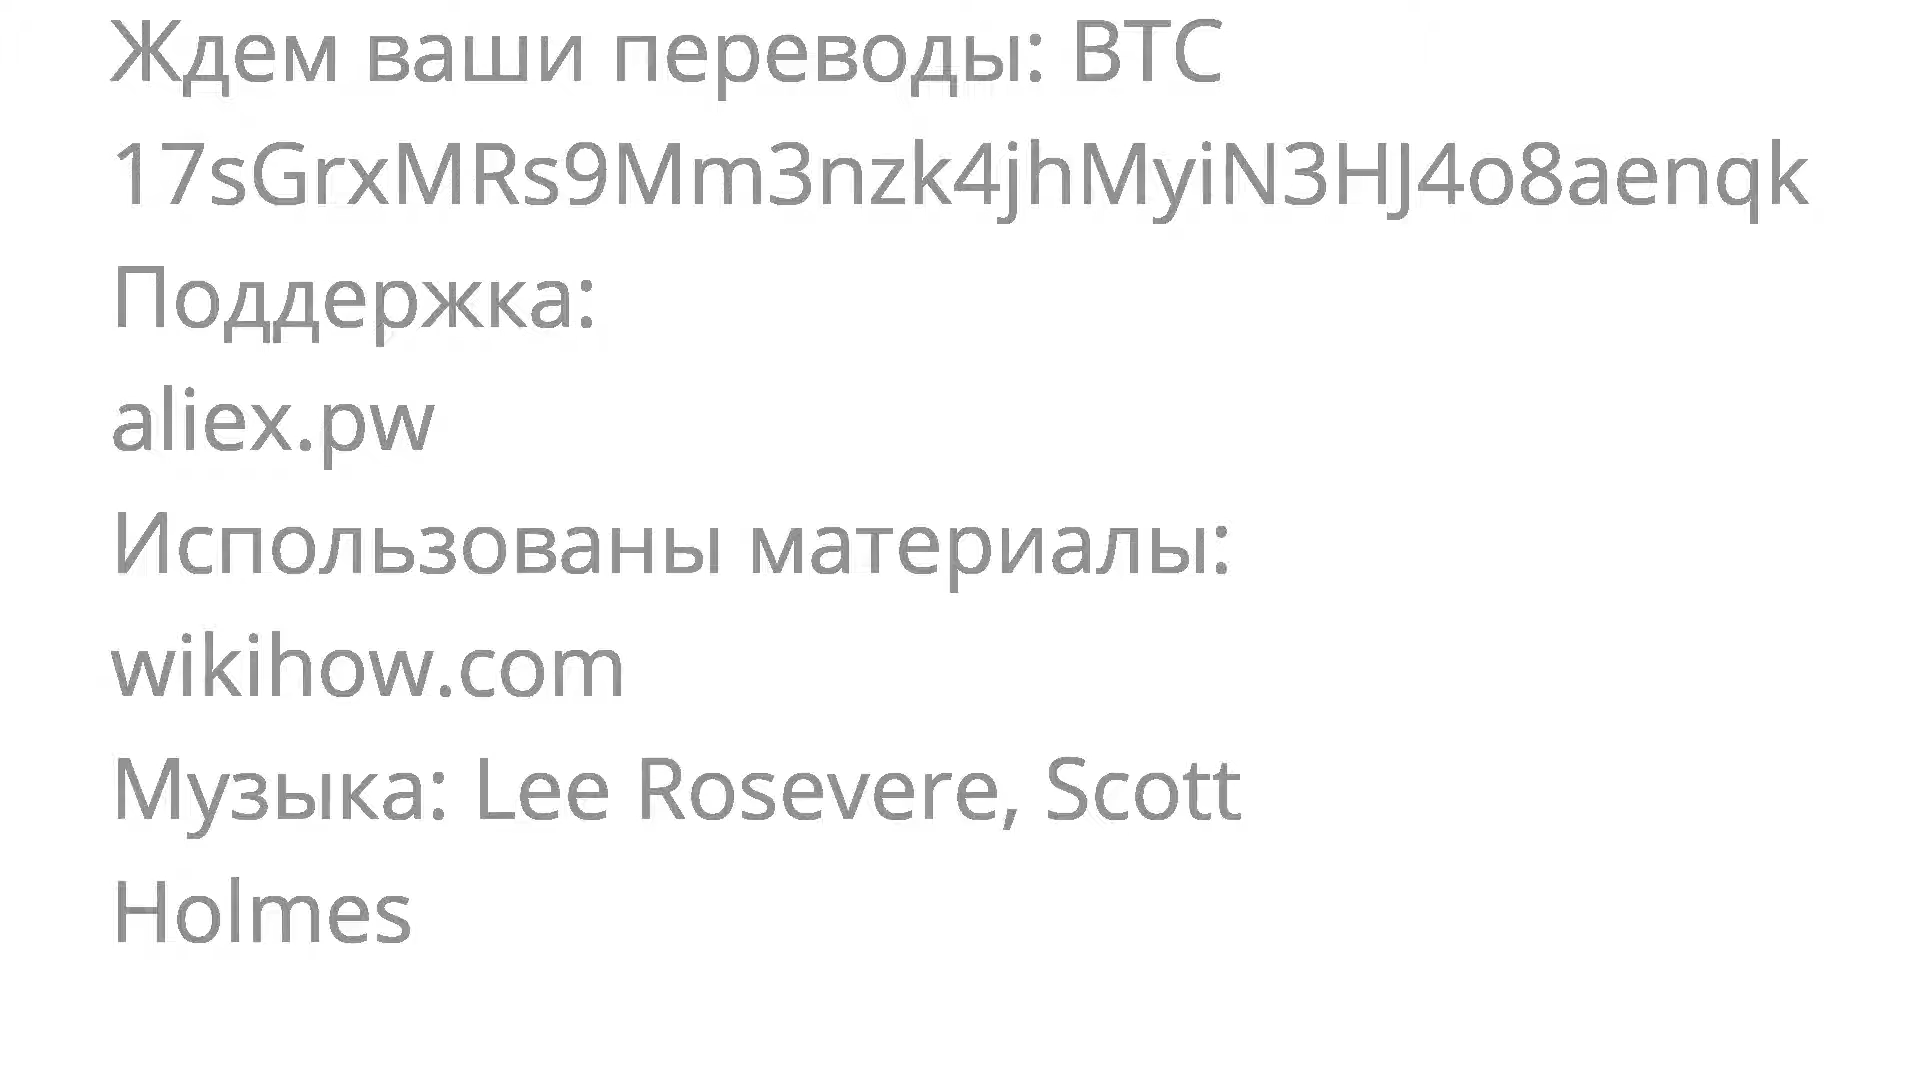 Ждем ваши переводы: BTC
17sGrxMRs9Mm3nzk4jhMyiN3HJ4o8aenqk
Поддержка:
aliex.pw
Использованы материалы:
wikihow.com
Музыка: Lee Rosevere, Scott
Holmes